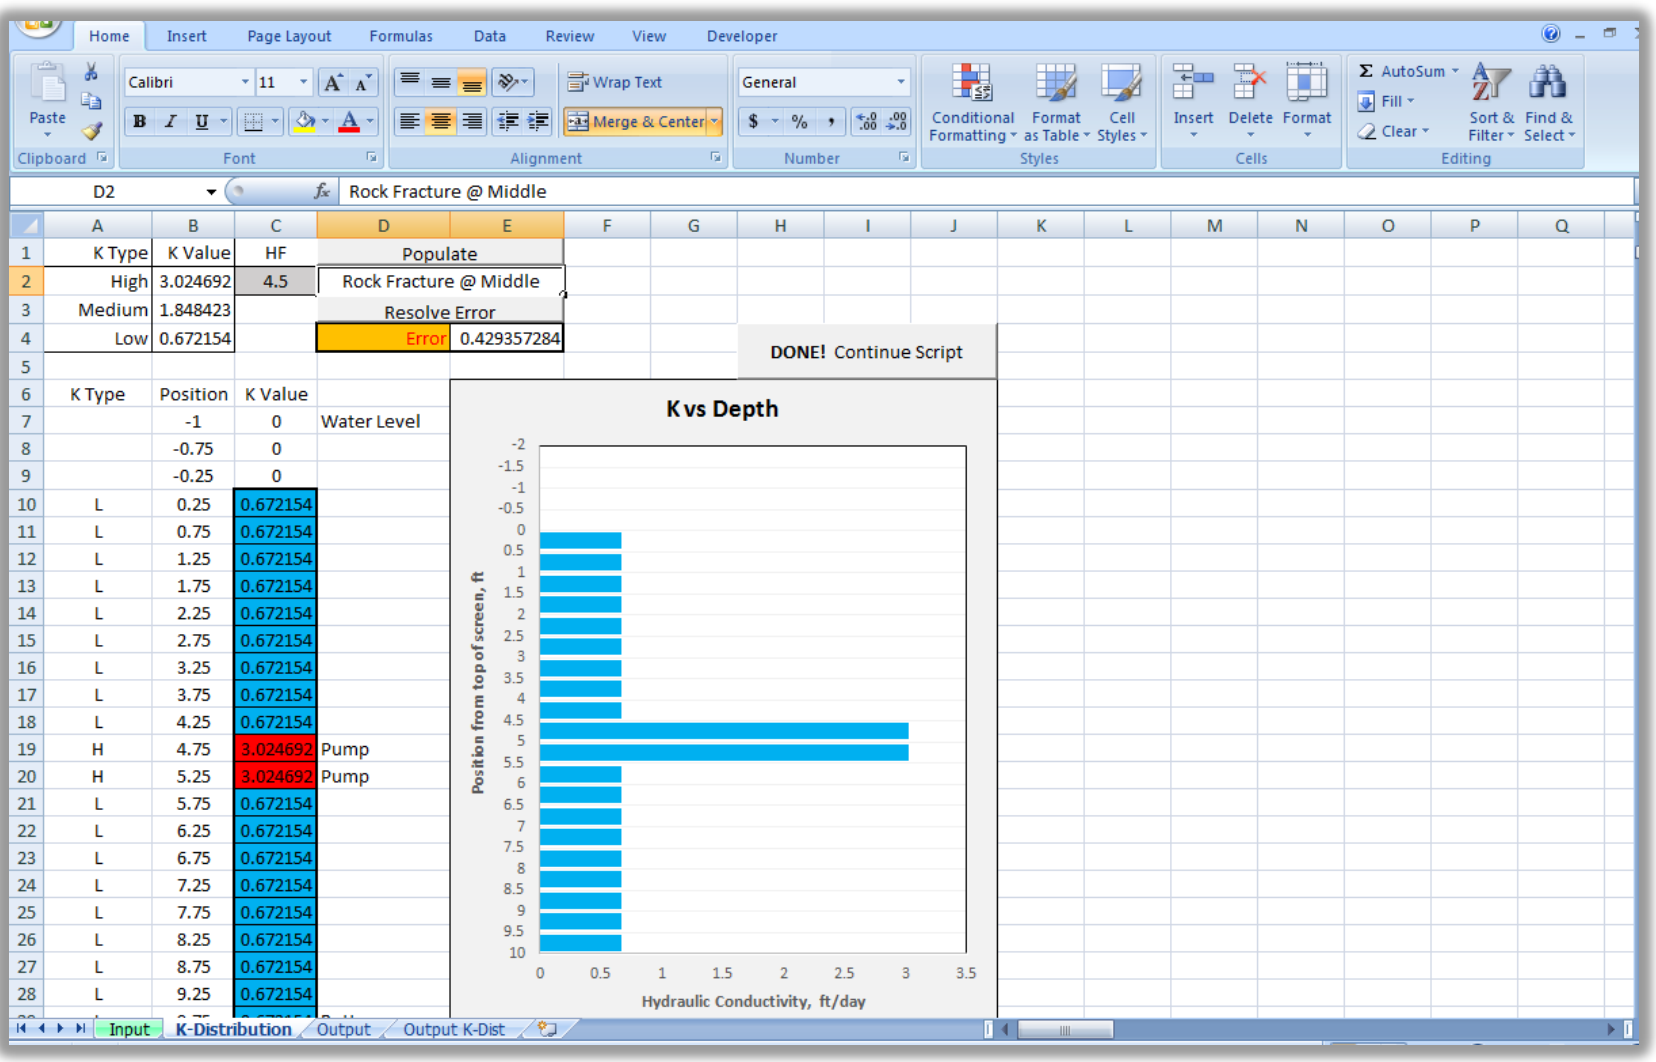 Home Insert Page Layout Formulas Data Review View Developer
Calibri 11 A A Wrap Text General Σ AutoSum
Fill
Paste B I U A Merge & Center $ % , .00 .00 Conditional Formatting Format as Table Cell Styles Insert Delete Format Clear Sort & Filter Find & Select
Clipboard Font Alignment Number Styles Cells Editing
D2 fx Rock Fracture @ Middle
A B C D E F G H I J K L M N O P Q
1 K Type K Value HF Populate
2 High 3.024692 4.5 Rock Fracture @ Middle
3 Medium 1.848423 Resolve Error
4 Low 0.672154 Error 0.429357284
DONE! Continue Script
5
6 K Type Position K Value
7 -1 0 Water Level
8 -0.75 0
9 -0.25 0
10 L 0.25 0.672154
11 L 0.75 0.672154
12 L 1.25 0.672154
13 L 1.75 0.672154
14 L 2.25 0.672154
15 L 2.75 0.672154
16 L 3.25 0.672154
17 L 3.75 0.672154
18 L 4.25 0.672154
19 H 4.75 3.024692 Pump
20 H 5.25 3.024692 Pump
21 L 5.75 0.672154
22 L 6.25 0.672154
23 L 6.75 0.672154
24 L 7.25 0.672154
25 L 7.75 0.672154
26 L 8.25 0.672154
27 L 8.75 0.672154
28 L 9.25 0.672154
K vs Depth
Position from top of screen, ft
-2
-1.5
-1
-0.5
0
0.5
1
1.5
2
2.5
3
3.5
4
4.5
5
5.5
6
6.5
7
7.5
8
8.5
9
9.5
10
0 0.5 1 1.5 2 2.5 3 3.5
Hydraulic Conductivity, ft/day
Input K-Distribution Output Output K-Dist